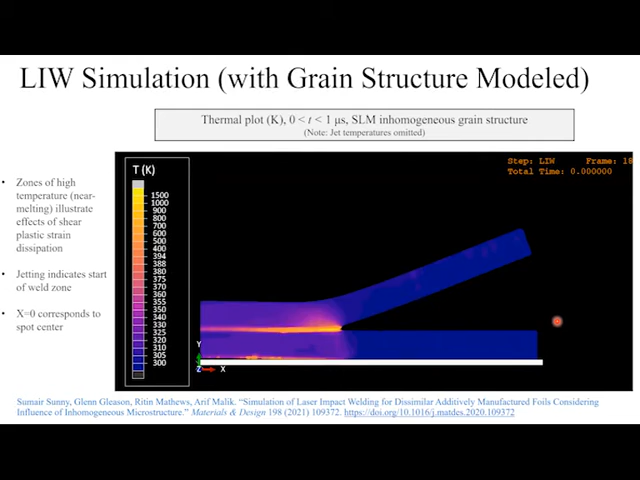 LIW Simulation (with Grain Structure Modeled)
Thermal plot (K), 0 < t < 1 μs, SLM inhomogeneous grain structure
(Note: Jet temperatures omitted)
• Zones of high
temperature (near-
melting) illustrate
effects of shear
plastic strain
dissipation
• Jetting indicates start
of weld zone
• X=0 corresponds to
spot center
T (K)
1500
1000
900
800
700
600
500
400
394
388
380
375
370
360
355
350
340
330
325
320
315
310
305
300
Step: LIW Frame: 18
Total Time: 0.000000
Y
Z X
Sumair Sunny, Glenn Gleason, Ritin Mathews, Arif Malik. “Simulation of Laser Impact Welding for Dissimilar Additively Manufactured Foils Considering
Influence of Inhomogeneous Microstructure.” Materials & Design 198 (2021) 109372. https://doi.org/10.1016/j.matdes.2020.109372